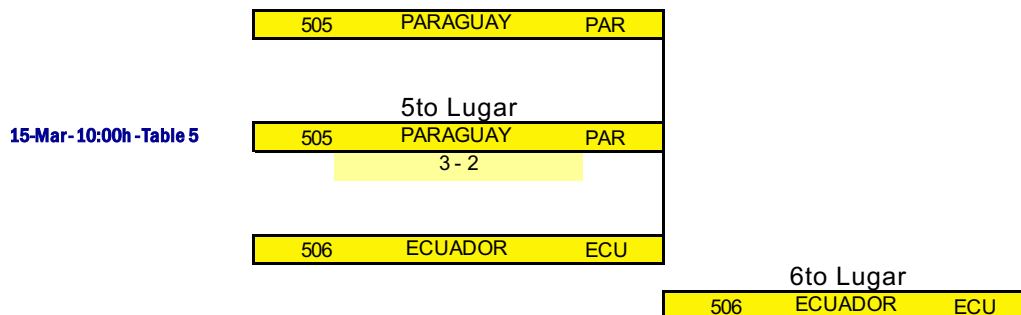 505 PARAGUAY PAR
5to Lugar
15-Mar-10:00h-Table 5 505 PARAGUAY PAR
3 - 2
506 ECUADOR ECU
6to Lugar
506 ECUADOR ECU